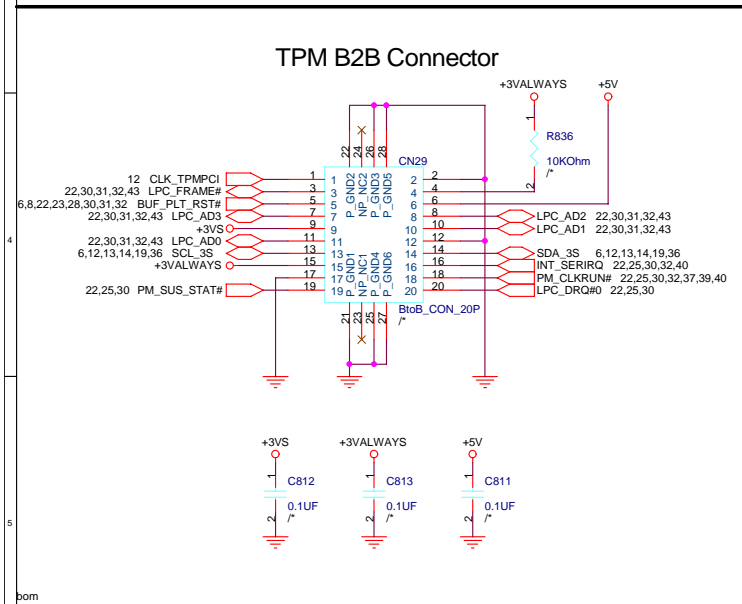 TPM B2B Connector
+3VALWAYS
+5V
1
R836
10KOhm
/*
2
22
24
26
28
CN29
P_GND2
NP_NC2
P_GND3
P_GND5
12 CLK_TPMPCI 1 1
22,30,31,32,43 LPC_FRAME# 3 3
6,8,22,23,28,30,31,32 BUF_PLT_RST# 5 5
22,30,31,32,43 LPC_AD3 7 7
+3VS 9 9
22,30,31,32,43 LPC_AD0 11 11
6,12,13,14,19,36 SCL_3S 13 13
+3VALWAYS 15 15
17 17
22,25,30 PM_SUS_STAT# 19 19
2 2
4 4
6 6
8 8 LPC_AD2 22,30,31,32,43
10 10 LPC_AD1 22,30,31,32,43
12 12
14 14 SDA_3S 6,12,13,14,19,36
16 16 INT_SERIRQ 22,25,30,32,40
18 18 PM_CLKRUN# 22,25,30,32,37,39,40
20 20 LPC_DRQ#0 22,25,30
P_GND1
NP_NC1
P_GND4
P_GND6
21
23
25
27
BtoB_CON_20P
/*
4
+3VS
1
C812
0.1UF
/*
2
+3VALWAYS
1
C813
0.1UF
/*
2
+5V
1
C811
0.1UF
/*
2
5
bom